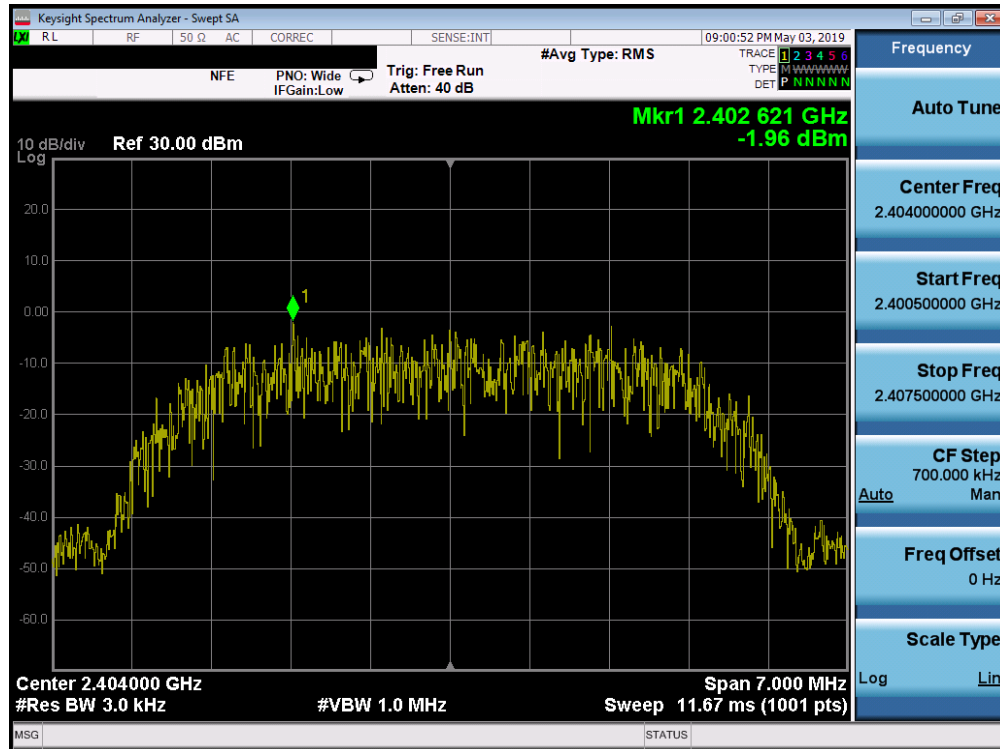 Keysight Spectrum Analyzer - Swept SA
LXI RL RF 50 Ω AC CORREC SENSE:INT 09:00:52 PM May 03, 2019
#Avg Type: RMS TRACE 1 2 3 4 5 6
NFE PNO: Wide Trig: Free Run TYPE M WWWWW
IFGain:Low Atten: 40 dB DET P N N N N N
Mkr1 2.402 621 GHz
-1.96 dBm
10 dB/div Ref 30.00 dBm
Log
20.0
10.0
1
0.00
-10.0
-20.0
-30.0
-40.0
-50.0
-60.0
Center 2.404000 GHz Span 7.000 MHz
#Res BW 3.0 kHz #VBW 1.0 MHz Sweep 11.67 ms (1001 pts)
MSG STATUS
Frequency
Auto Tune
Center Freq
2.404000000 GHz
Start Freq
2.400500000 GHz
Stop Freq
2.407500000 GHz
CF Step
700.000 kHz
Auto Man
Freq Offset
0 Hz
Scale Type
Log Lin